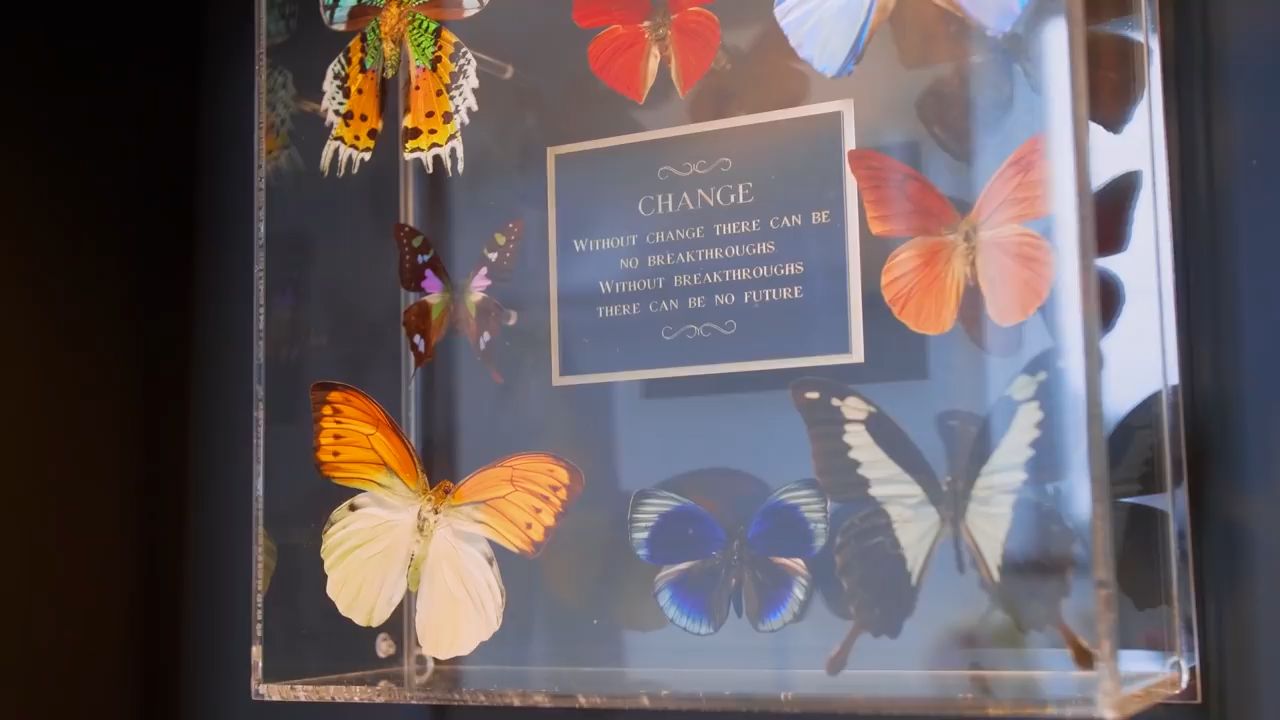 CHANGE
WITHOUT CHANGE THERE CAN BE
NO BREAKTHROUGHS
WITHOUT BREAKTHROUGHS
THERE CAN BE NO FUTURE